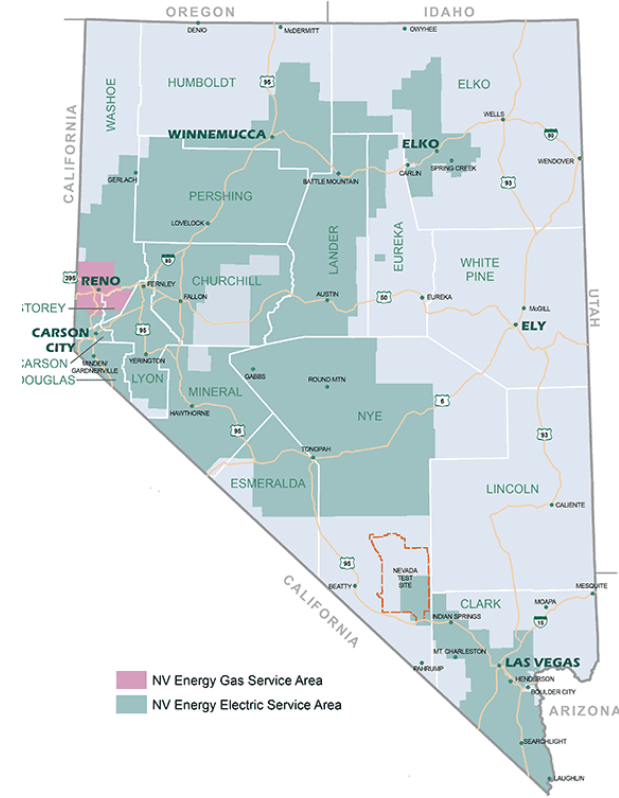 OREGON
IDAHO
DENIO
McDERMITT
OWYHEE
95
HUMBOLDT
ELKO
WASHOE
CALIFORNIA
WELLS
WINNEMUCCA
80
ELKO
WENDOVER
GERLACH
BATTLE MOUNTAIN
CARLIN
SPRING CREEK
93
PERSHING
LOVELOCK
LANDER
EUREKA
WHITE
PINE
80
395
RENO
FERNLEY
CHURCHILL
FALLON
AUSTIN
50
EUREKA
UTAH
STOREY
McGILL
CARSON
CITY
95
ELY
CARSON
MINDEN/
GARDNERVILLE
YERINGTON
DOUGLAS
LYON
GABBS
ROUND MTN
MINERAL
HAWTHORNE
6
NYE
95
93
TONOPAH
ESMERALDA
LINCOLN
CALIENTE
95
NEVADA
TEST
SITE
BEATTY
CALIFORNIA
MESQUITE
CLARK
MOAPA
INDIAN SPRINGS
15
MT CHARLESTON
PAHRUMP
LAS VEGAS
HENDERSON
BOULDER CITY
ARIZONA
NV Energy Gas Service Area
NV Energy Electric Service Area
SEARCHLIGHT
LAUGHLIN